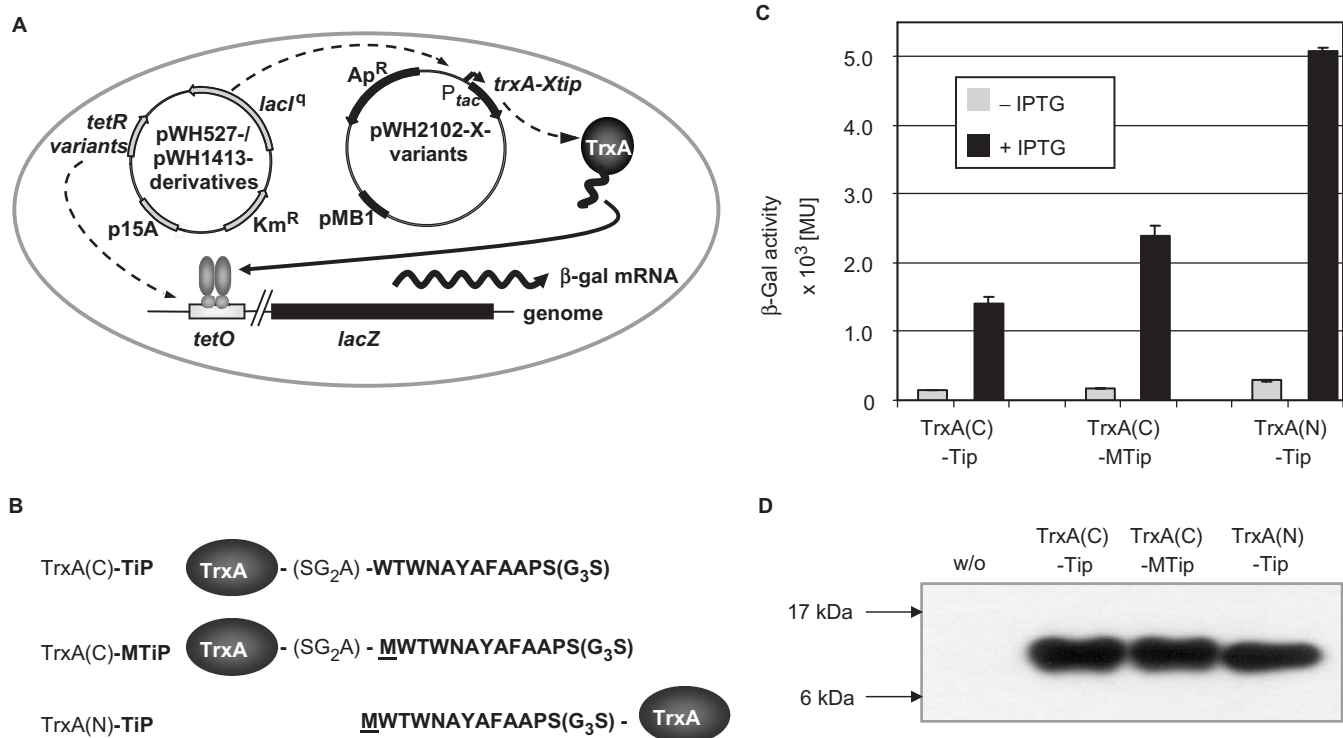 A
Ap^R
P_tac
trxA-Xtip
lacI^q
tetR
variants
pWH527-/
pWH1413-
derivatives
pWH2102-X-
variants
TrxA
p15A
Km^R
pMB1
β-gal mRNA
genome
tetO
lacZ
B
TrxA(C)-TiP
TrxA
- (SG₂A) -WTWNAYAFAAPS(G₃S)
TrxA(C)-MTiP
TrxA
- (SG₂A) - MWTWNAYAFAAPS(G₃S)
TrxA(N)-TiP
MWTWNAYAFAAPS(G₃S) -
TrxA
C
β-Gal activity
x 10³ [MU]
5.0
4.0
3.0
2.0
1.0
0
– IPTG
+ IPTG
TrxA(C)
-Tip
TrxA(C)
-MTip
TrxA(N)
-Tip
D
w/o
TrxA(C)
-Tip
TrxA(C)
-MTip
TrxA(N)
-Tip
17 kDa
6 kDa